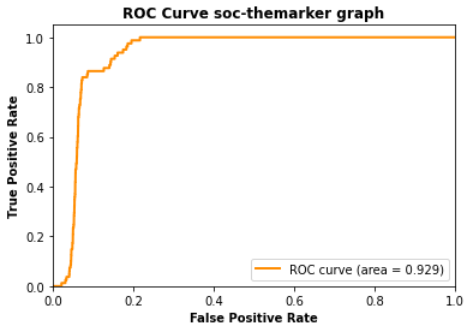 ROC Curve soc-themarker graph
True Positive Rate
1.0
0.8
0.6
0.4
0.2
0.0
ROC curve (area = 0.929)
0.0 0.2 0.4 0.6 0.8 1.0
False Positive Rate